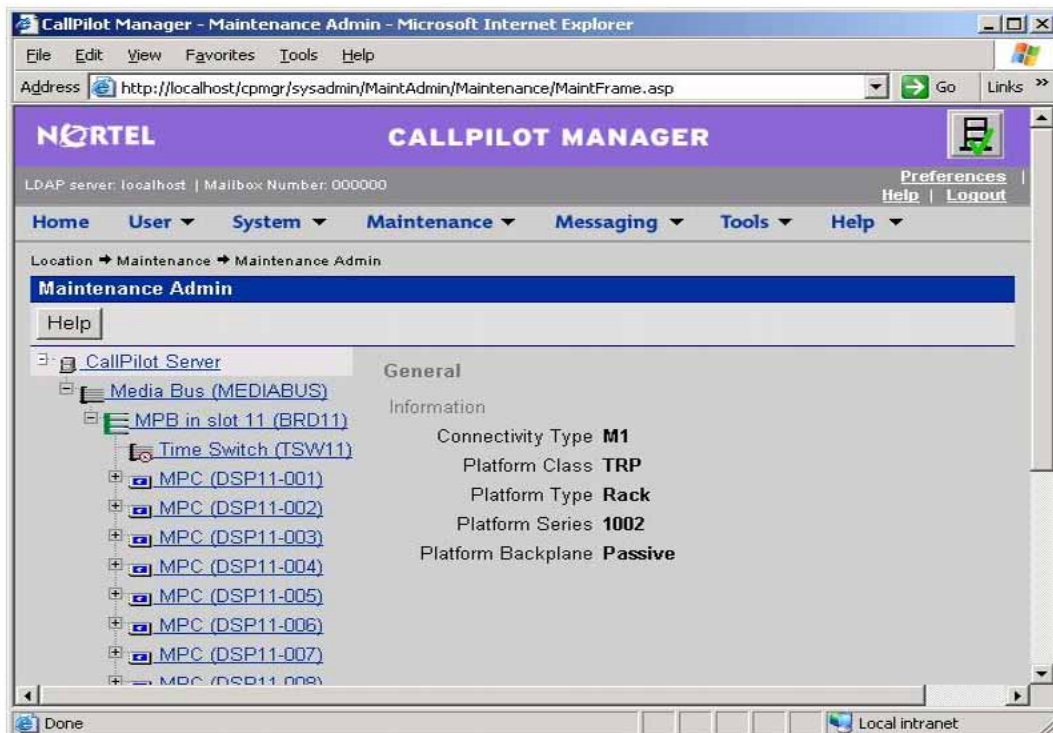 CallPilot Manager - Maintenance Admin - Microsoft Internet Explorer
File Edit View Favorites Tools Help
Address http://localhost/cpmgr/sysadmin/MaintAdmin/Maintenance/MaintFrame.asp Go Links »
NORTEL CALLPILOT MANAGER
LDAP server: localhost | Mailbox Number: 000000
Preferences |
Help | Logout
Home User System Maintenance Messaging Tools Help
Location → Maintenance → Maintenance Admin
Maintenance Admin
Help
CallPilot Server
Media Bus (MEDIABUS)
MPB in slot 11 (BRD11)
Time Switch (TSW11)
MPC (DSP11-001)
MPC (DSP11-002)
MPC (DSP11-003)
MPC (DSP11-004)
MPC (DSP11-005)
MPC (DSP11-006)
MPC (DSP11-007)
MPC (DSP11-008)
General
Information
Connectivity Type M1
Platform Class TRP
Platform Type Rack
Platform Series 1002
Platform Backplane Passive
Done Local intranet